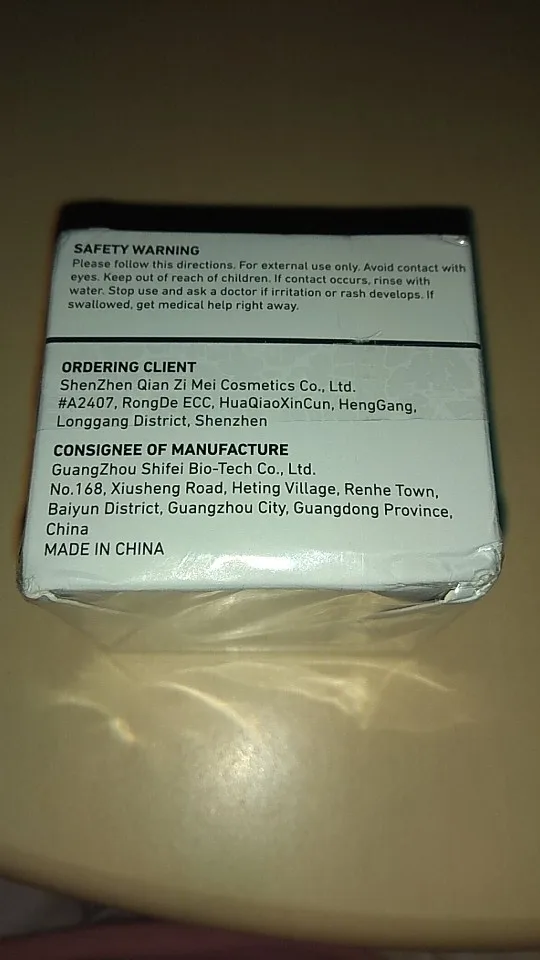 SAFETY WARNING
Please follow this directions. For external use only. Avoid contact with
eyes. Keep out of reach of children. If contact occurs, rinse with
water. Stop use and ask a doctor if irritation or rash develops. If
swallowed, get medical help right away.
ORDERING CLIENT
ShenZhen Qian Zi Mei Cosmetics Co., Ltd.
#A2407, RongDe ECC, HuaQiaoXinCun, HengGang,
Longgang District, Shenzhen
CONSIGNEE OF MANUFACTURE
GuangZhou Shifei Bio-Tech Co., Ltd.
No.168, Xiusheng Road, Heting Village, Renhe Town,
Baiyun District, Guangzhou City, Guangdong Province,
China
MADE IN CHINA